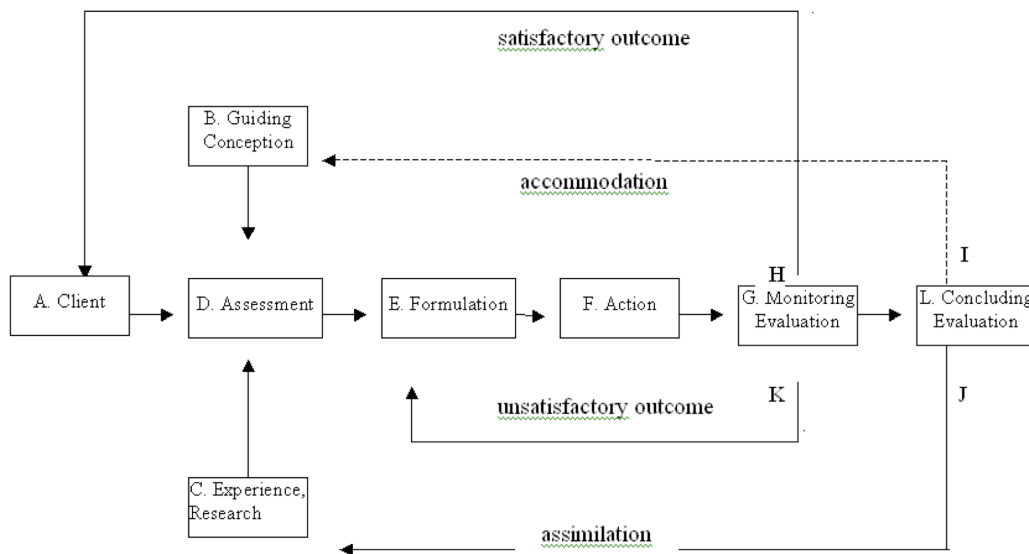 satisfactory outcome
B. Guiding
Conception
accommodation
I
H
A. Client
D. Assessment
E. Formulation
F. Action
G. Monitoring
Evaluation
L. Concluding
Evaluation
K
J
unsatisfactory outcome
C. Experience,
Research
assimilation